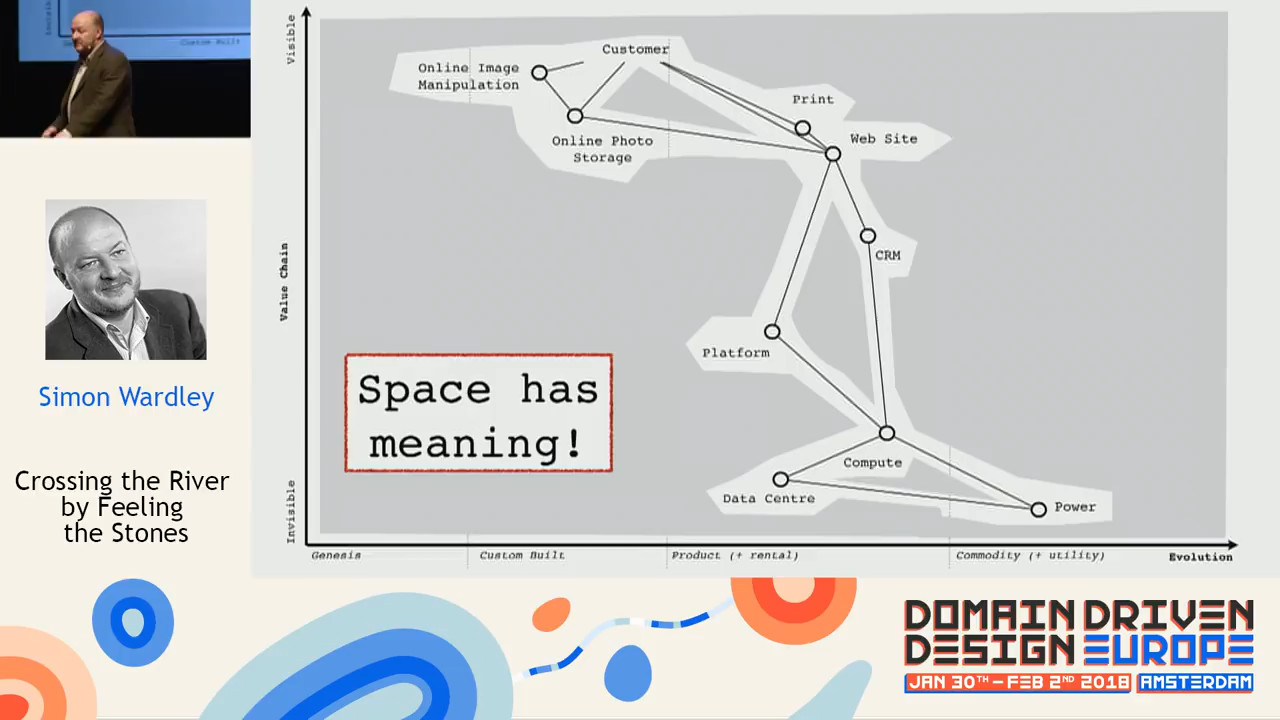 Visible
Customer
Online Image
Manipulation
Print
Online Photo
Storage
Web Site
CRM
Value Chain
Platform
Space has
meaning!
Compute
Data Centre
Power
Invisible
Genesis
Custom Built
Product (+ rental)
Commodity (+ utility)
Evolution
Custom Built
Simon Wardley
Crossing the River
by Feeling
the Stones
DOMAIN DRIVEN
DESIGN EUROPE
JAN 30TH - FEB 2ND 2018 AMSTERDAM